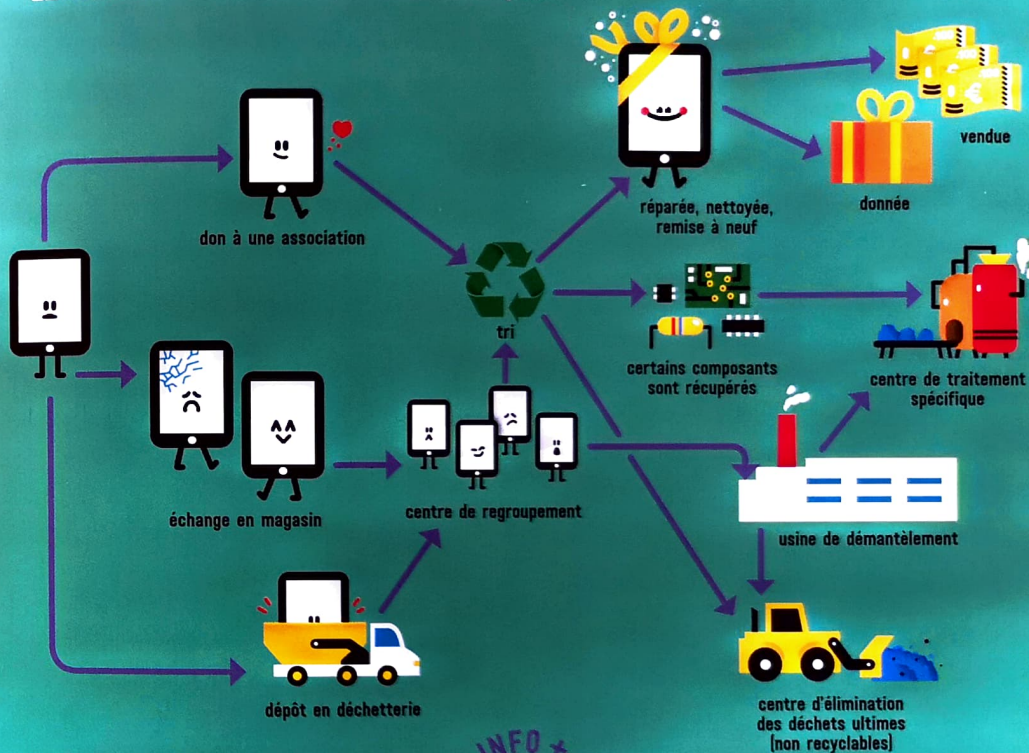 vendue
donnée
réparée, nettoyée,
remise à neuf
don à une association
tri
certains composants
sont récupérés
centre de traitement
spécifique
échange en magasin
centre de regroupement
usine de démantèlement
dépôt en déchetterie
centre d'élimination
des déchets ultimes
(non recyclables)
INFO +